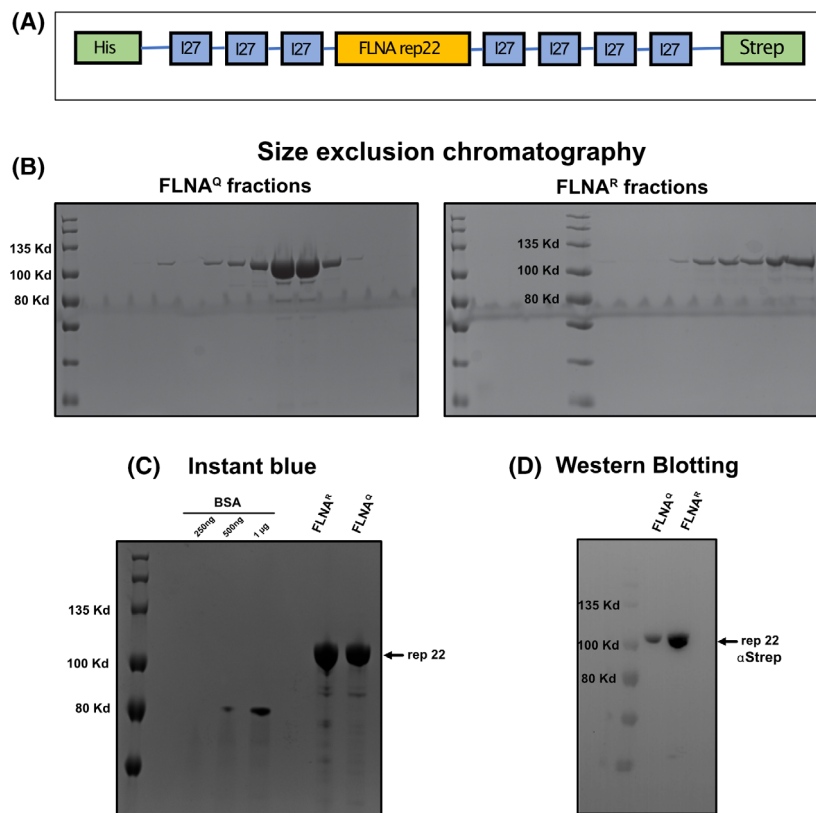 (A)
His I27 I27 I27 FLNA rep22 I27 I27 I27 I27 Strep
Size exclusion chromatography
(B)
FLNAQ fractions
FLNAR fractions
135 Kd
100 Kd
80 Kd
135 Kd
100 Kd
80 Kd
(C) Instant blue
BSA
250ng
500ng
1 µg
FLNAR
FLNAQ
135 Kd
100 Kd
80 Kd
rep 22
(D) Western Blotting
FLNAQ
FLNAR
135 Kd
100 Kd
80 Kd
rep 22
αStrep